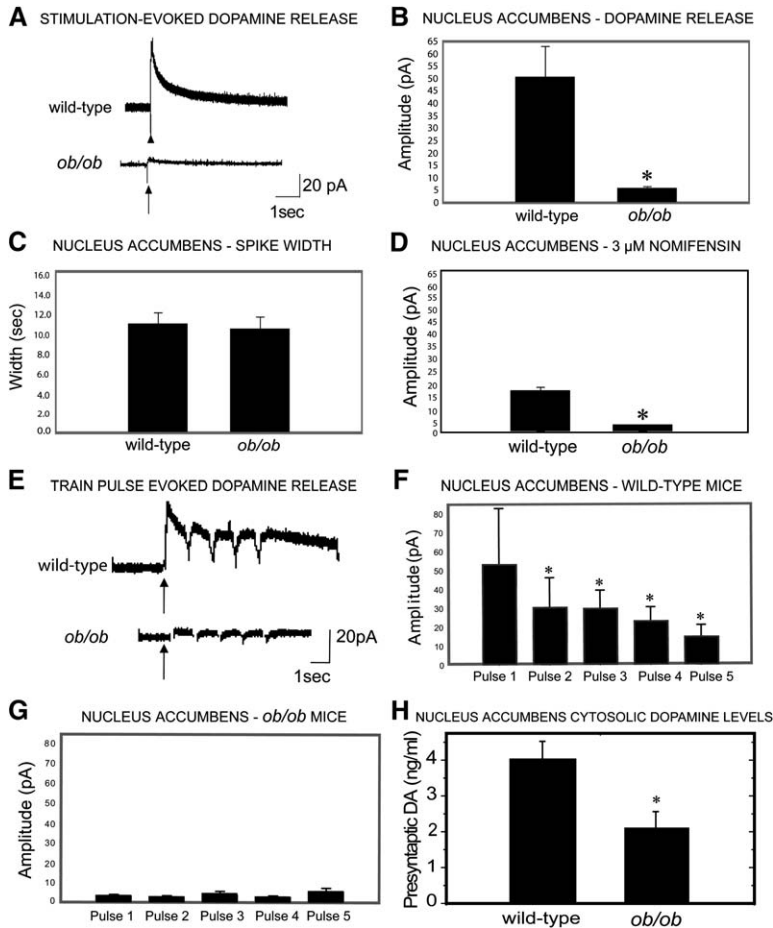 A STIMULATION-EVOKED DOPAMINE RELEASE
wild-type
ob/ob
20 pA
1sec
B NUCLEUS ACCUMBENS - DOPAMINE RELEASE
Amplitude (pA)
65
60
55
50
45
40
35
30
25
20
15
10
5
0
*
wild-type ob/ob
C NUCLEUS ACCUMBENS - SPIKE WIDTH
Width (sec)
16.0
14.0
12.0
10.0
8.0
6.0
4.0
2.0
0.0
wild-type ob/ob
D NUCLEUS ACCUMBENS - 3 µM NOMIFENSIN
Amplitude (pA)
65
60
55
50
45
40
35
30
25
20
15
10
5
0
*
wild-type ob/ob
E TRAIN PULSE EVOKED DOPAMINE RELEASE
wild-type
ob/ob
20pA
1sec
F NUCLEUS ACCUMBENS - WILD-TYPE MICE
Amplitude (pA)
80
70
60
50
40
30
20
10
0
* * * *
Pulse 1 Pulse 2 Pulse 3 Pulse 4 Pulse 5
G NUCLEUS ACCUMBENS - ob/ob MICE
Amplitude (pA)
80
70
60
50
40
30
20
10
0
Pulse 1 Pulse 2 Pulse 3 Pulse 4 Pulse 5
H NUCLEUS ACCUMBENS CYTOSOLIC DOPAMINE LEVELS
Presynaptic DA (ng/ml)
4
3
2
1
0
*
wild-type ob/ob